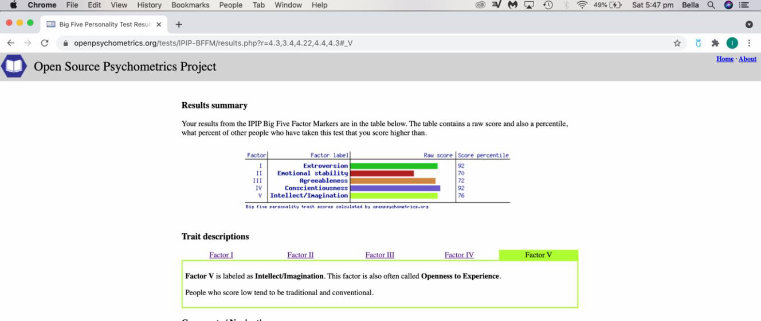 Chrome File Edit View History Bookmarks People Tab Window Help 49% Sat 5:47 pm Bella
Big Five Personality Test Resul
openpsychometrics.org/tests/IPIP-BFFM/results.php?r=4.3,3.4,4.22,4.4,4.3#_V
Home · About
Open Source Psychometrics Project
Results summary
Your results from the IPIP Big Five Factor Markers are in the table below. The table contains a raw score and also a percentile,
what percent of other people who have taken this test that you score higher than.
Factor Factor label Raw score Score percentile
I Extroversion 92
II Emotional stability 70
III Agreeableness 72
IV Conscientiousness 92
V Intellect/Imagination 76
Big Five personality trait scores calculated by openpsychometrics.org
Trait descriptions
Factor I Factor II Factor III Factor IV Factor V
Factor V is labeled as Intellect/Imagination. This factor is also often called Openness to Experience.
People who score low tend to be traditional and conventional.